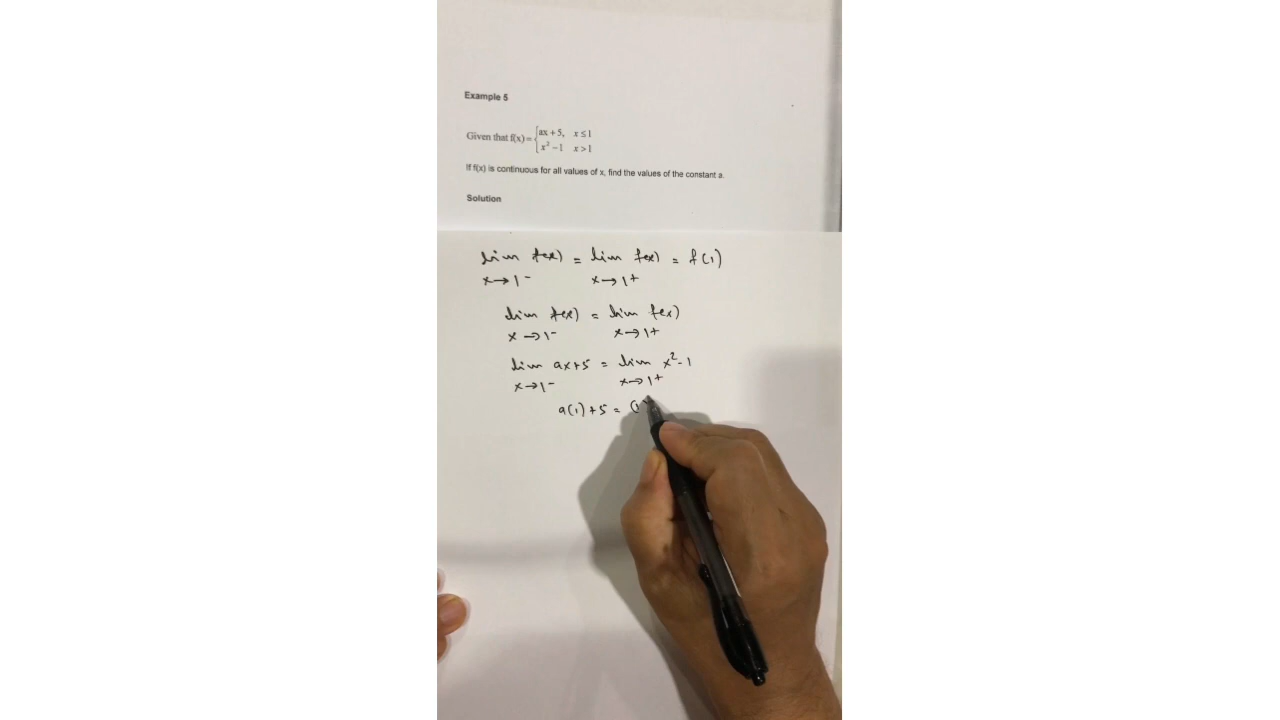 Example 5
Given that f(x)= { ax + 5, x ≤ 1
x² − 1 x > 1
If f(x) is continuous for all values of x, find the values of the constant a.
Solution
lim f(x) = lim f(x) = f(1)
x→1⁻ x→1⁺
lim f(x) = lim f(x)
x→1⁻ x→1⁺
lim ax+5 = lim x²-1
x→1⁻ x→1⁺
a(1)+5 = (1)